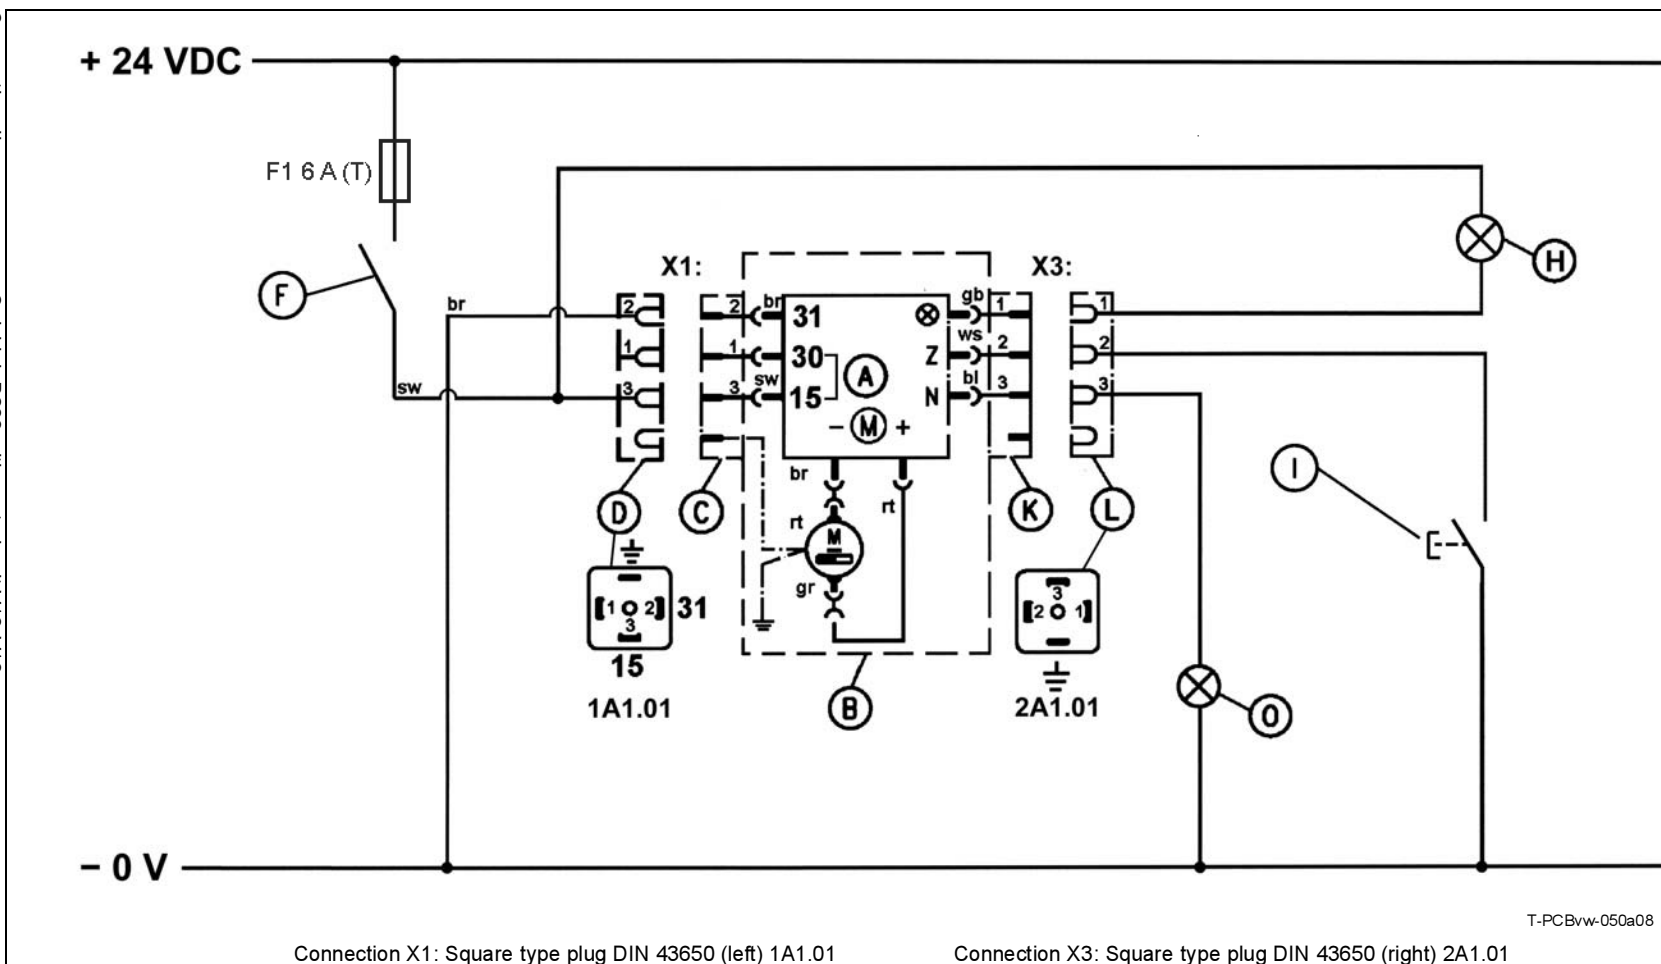 + 24 VDC
F1 6 A (T)
F
H
X1:
X3:
br
2
2
br
31
gb
1
1
1
1
30
Z
ws
2
2
A
sw
3
3
sw
15
N
bl
3
3
− M +
br
rt
D
C
K
L
I
rt
M
gr
1 2
3
31
15
1A1.01
3
2 1
2A1.01
B
O
− 0 V
T-PCBvw-050a08
Connection X1: Square type plug DIN 43650 (left) 1A1.01
Connection X3: Square type plug DIN 43650 (right) 2A1.01